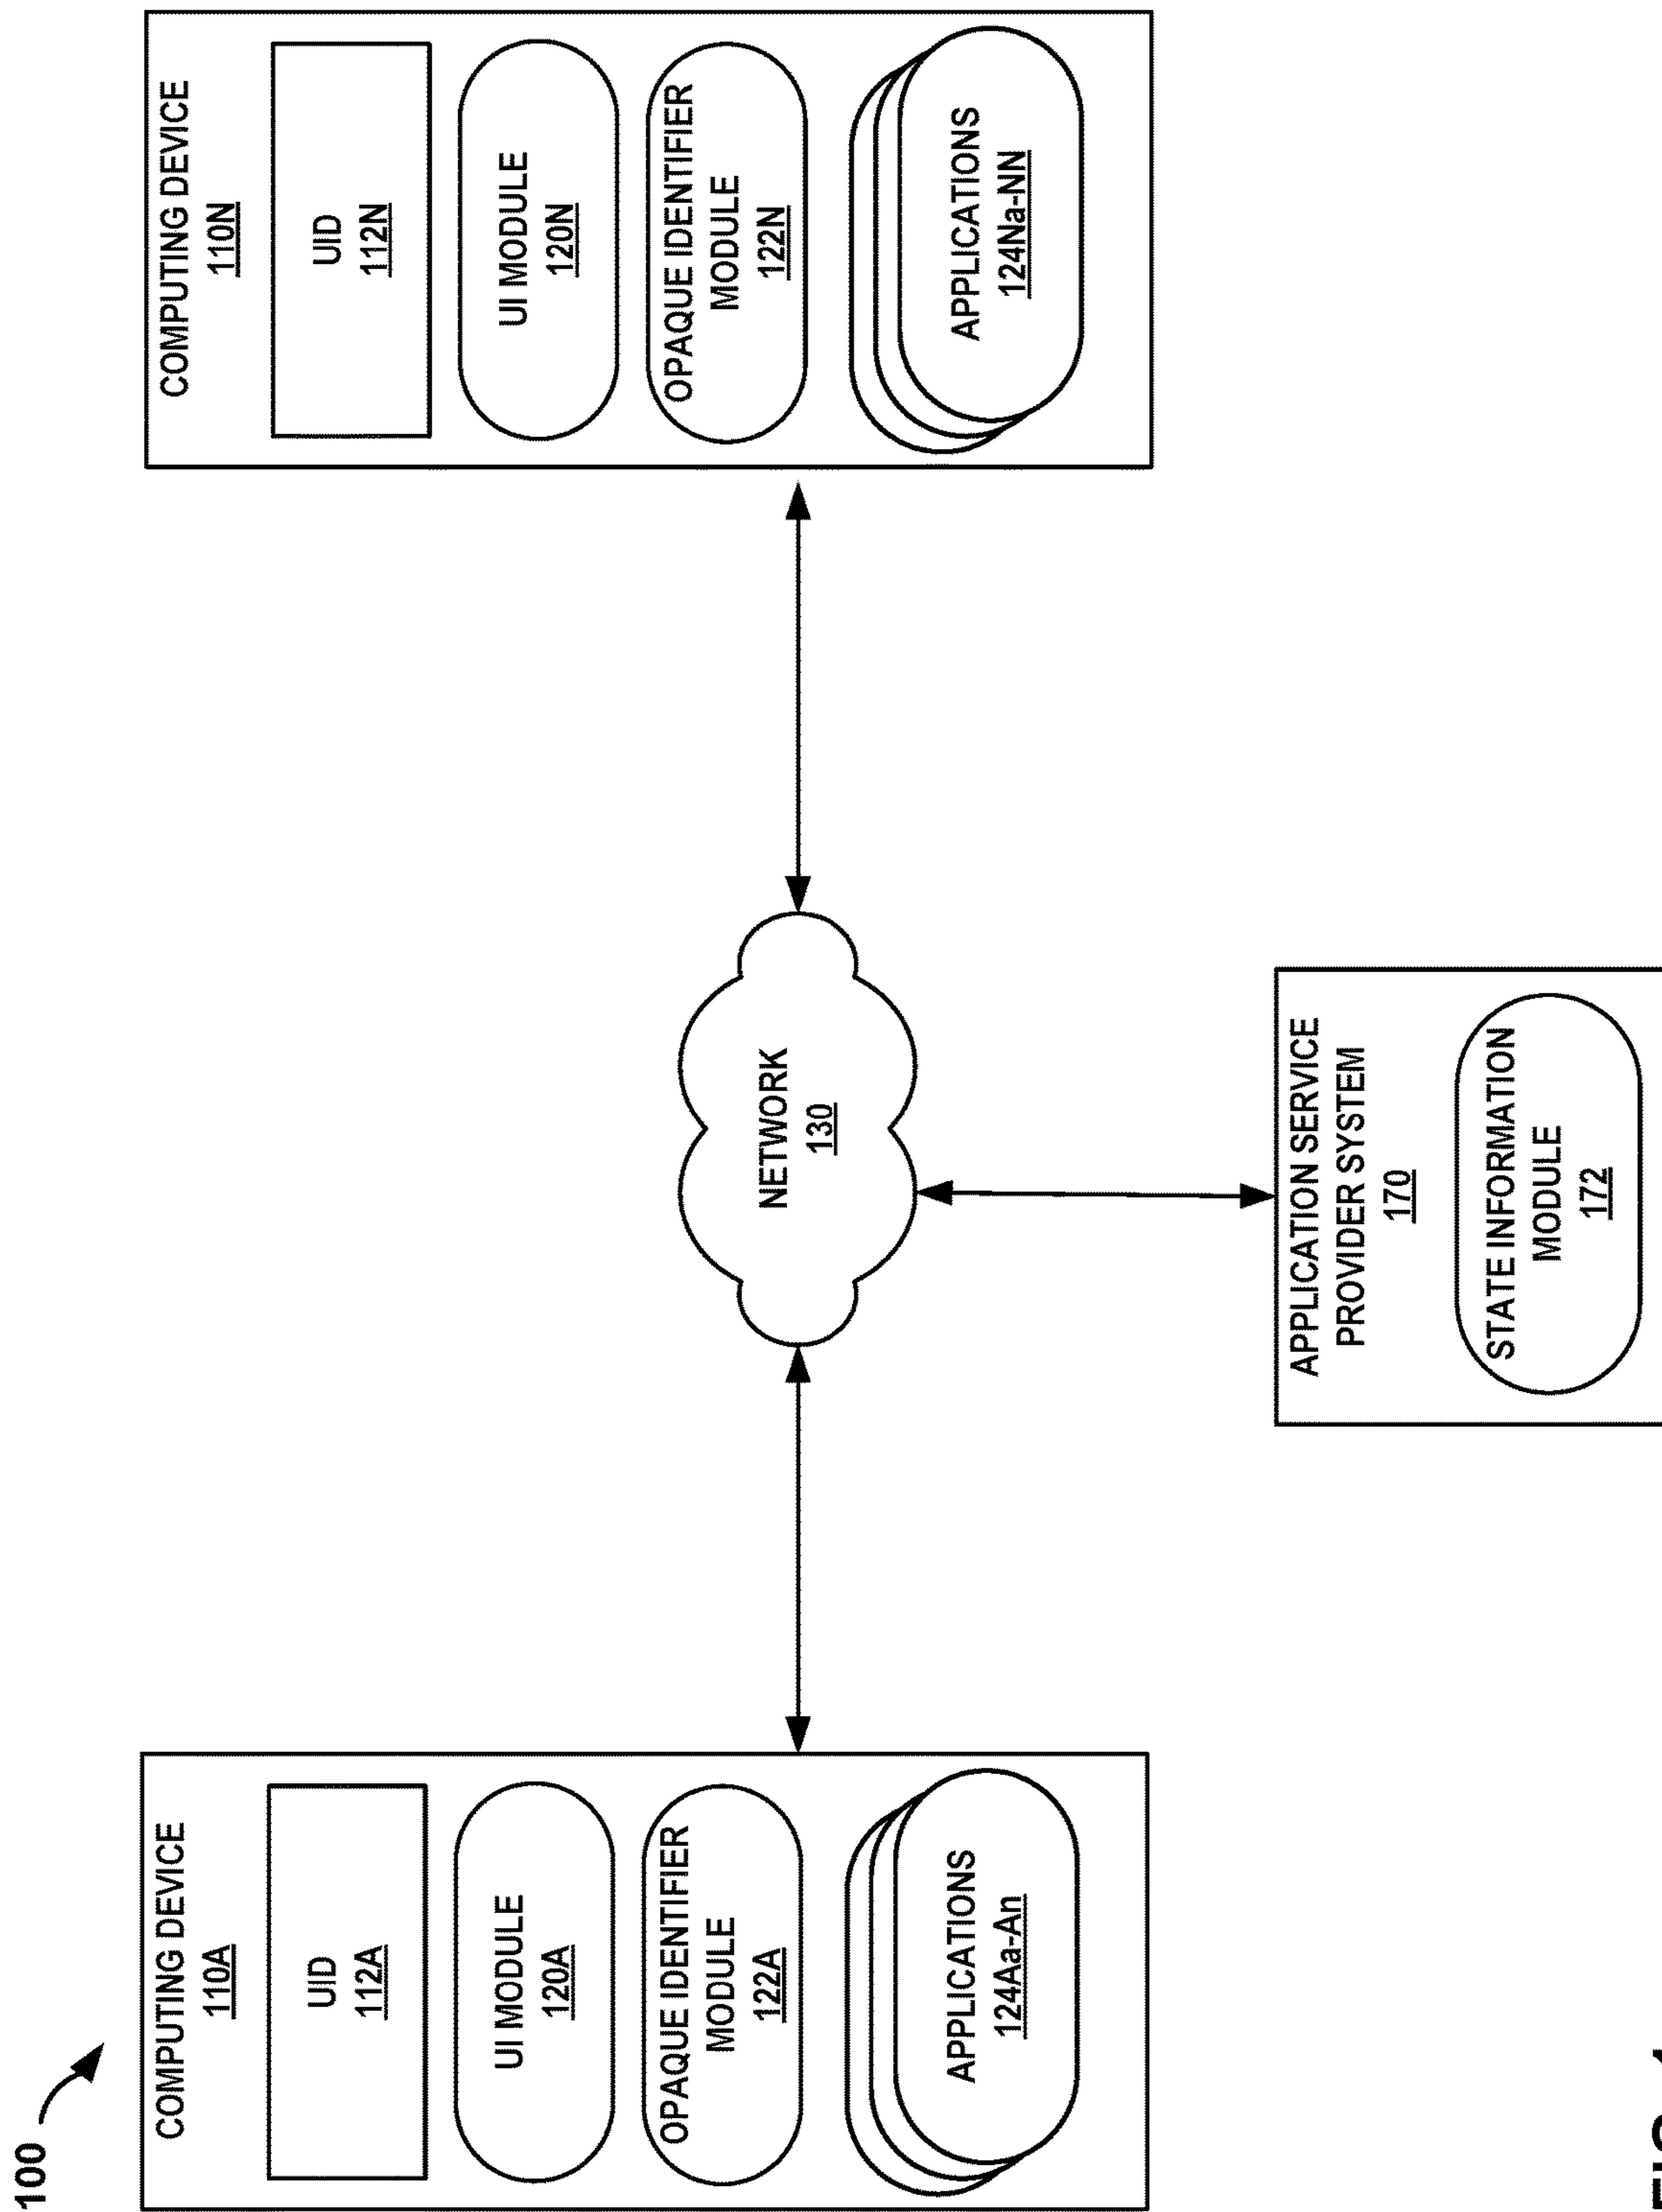 100
COMPUTING DEVICE
110A
UID
112A
UI MODULE
120A
OPAQUE IDENTIFIER
MODULE
122A
APPLICATIONS
124Aa-An
NETWORK
130
COMPUTING DEVICE
110N
UID
112N
UI MODULE
120N
OPAQUE IDENTIFIER
MODULE
122N
APPLICATIONS
124Na-NN
APPLICATION SERVICE
PROVIDER SYSTEM
170
STATE INFORMATION
MODULE
172